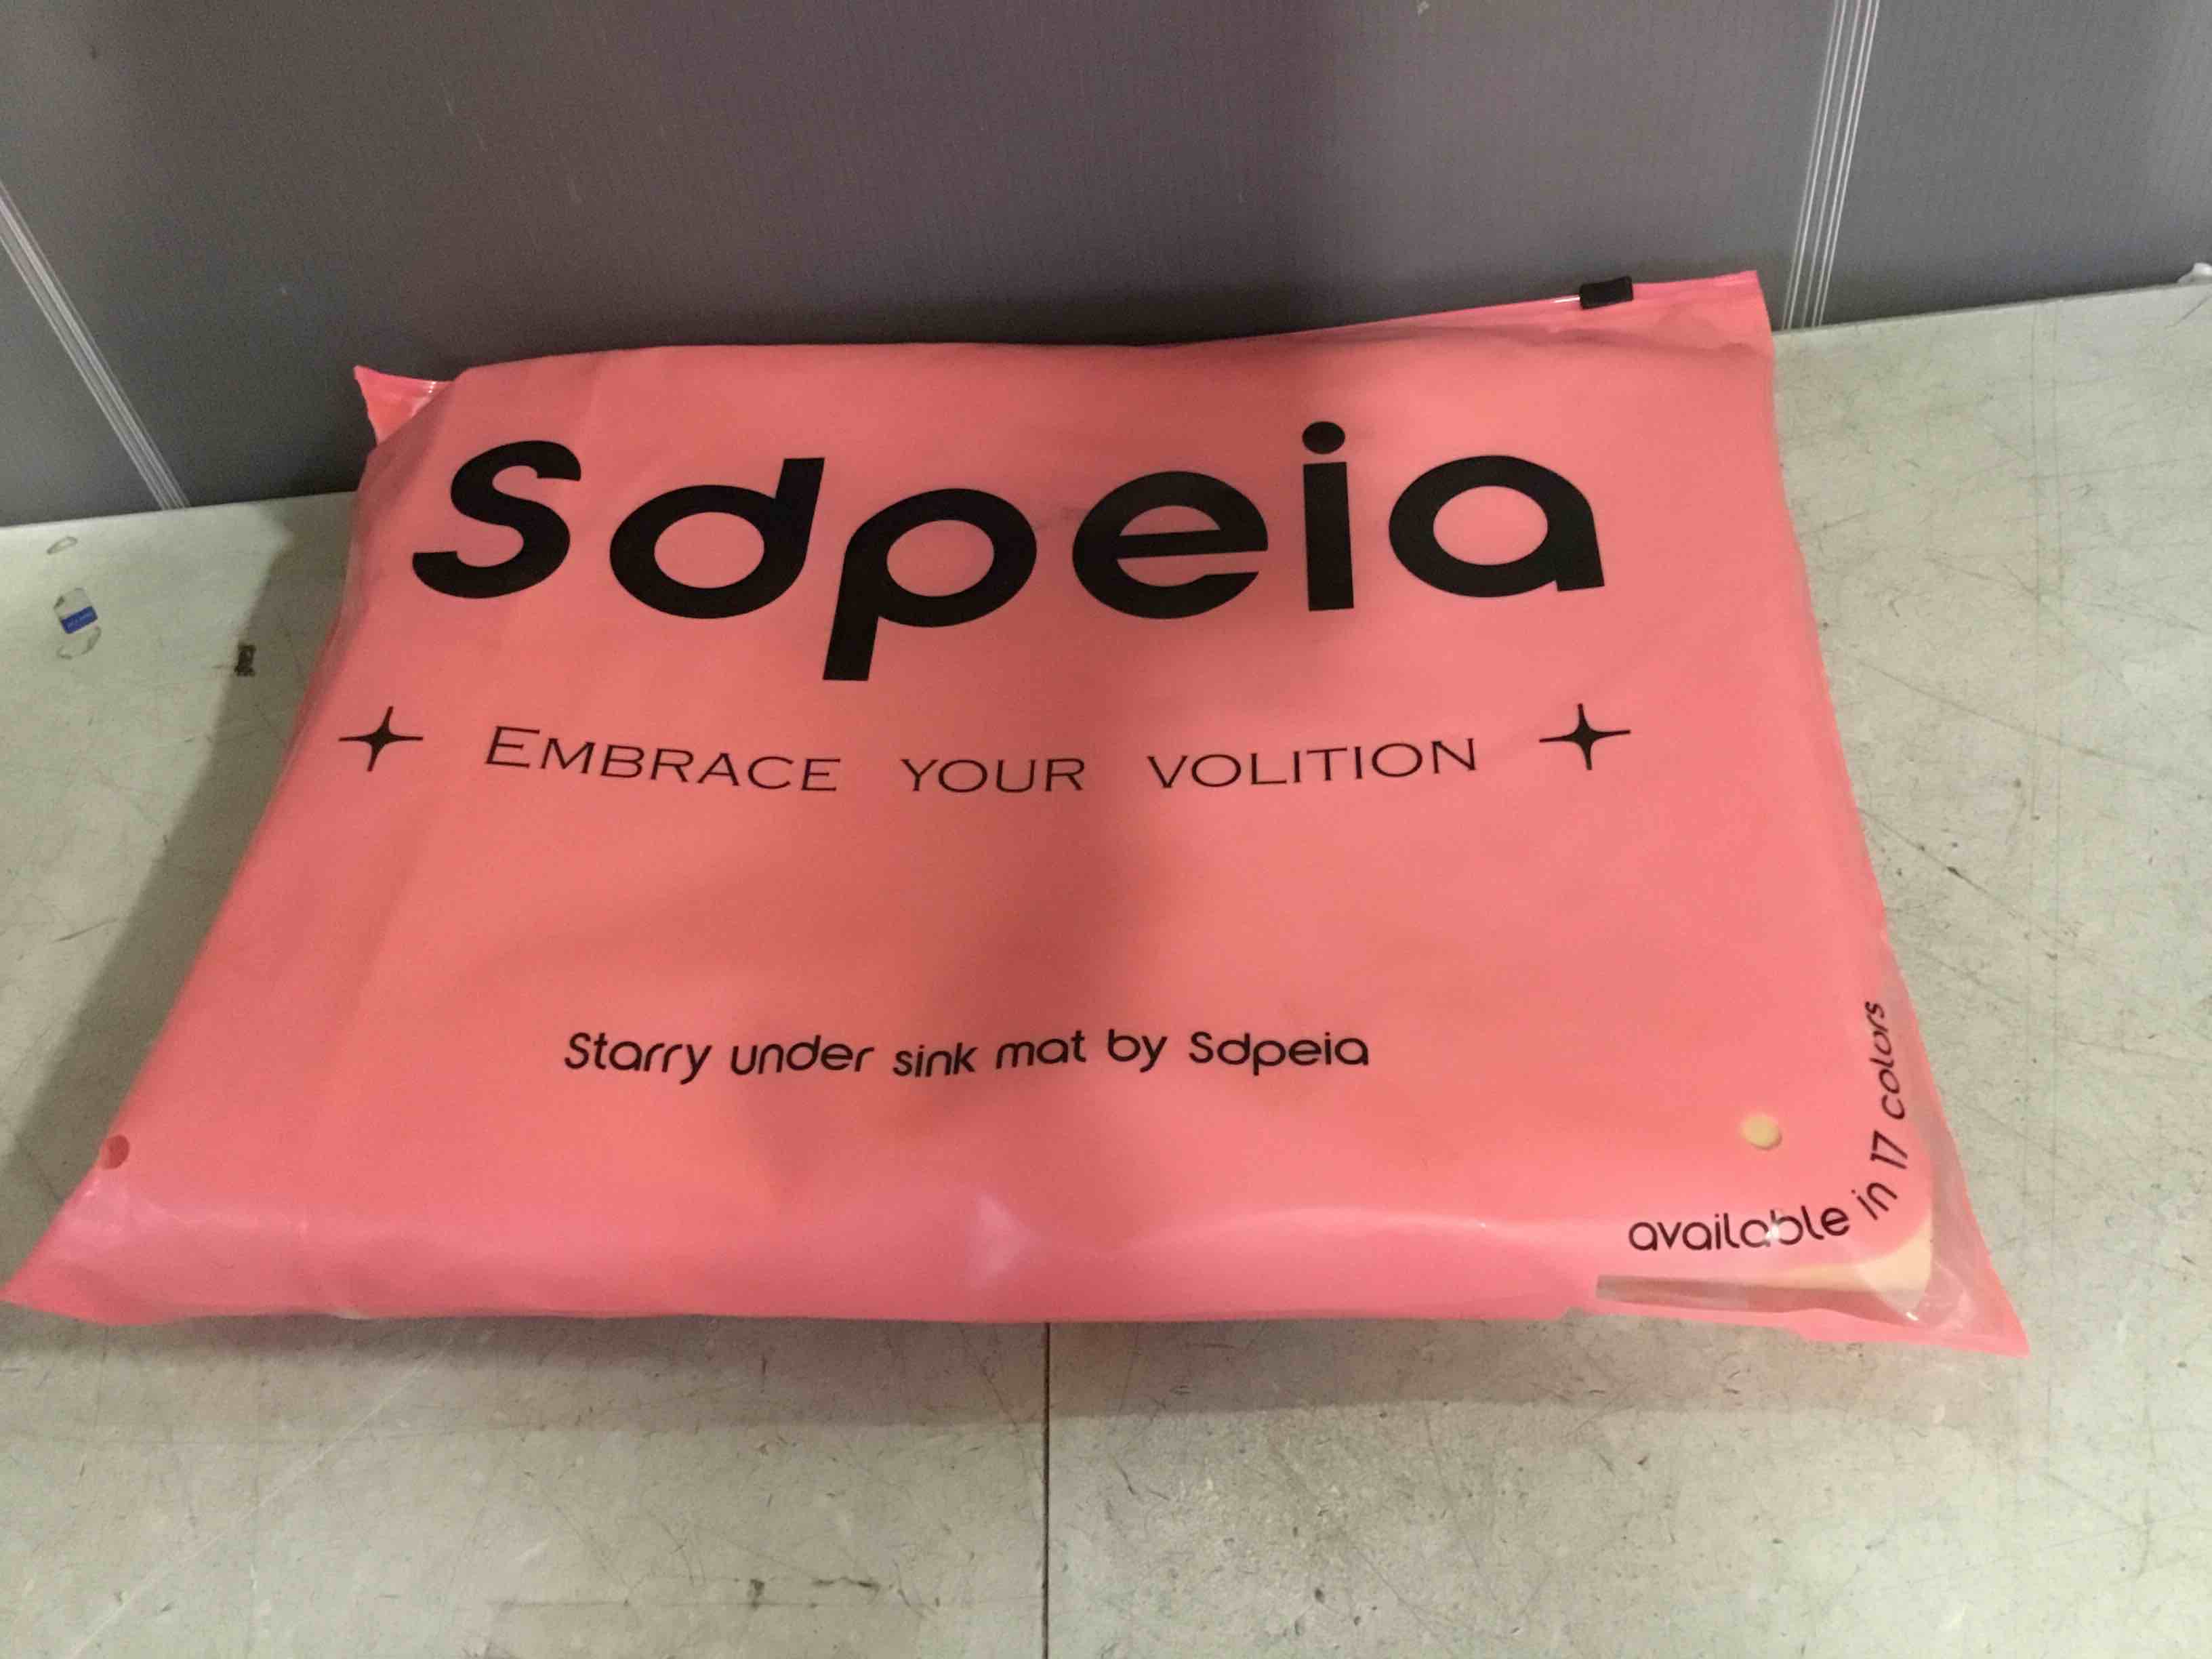 Sdpeia
EMBRACE YOUR VOLITION
Starry under sink mat by Sdpeia
available in 17 colors